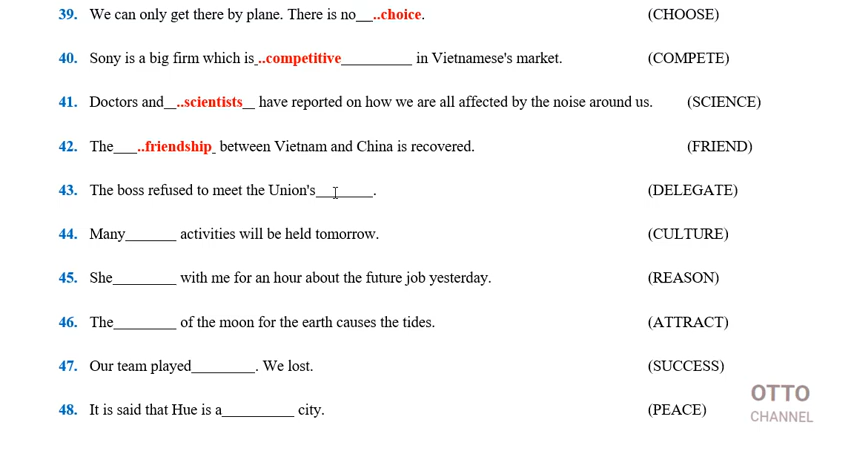 39. We can only get there by plane. There is no__..choice. (CHOOSE)
40. Sony is a big firm which is_..competitive_________ in Vietnamese's market. (COMPETE)
41. Doctors and__..scientists__ have reported on how we are all affected by the noise around us. (SCIENCE)
42. The___..friendship_ between Vietnam and China is recovered. (FRIEND)
43. The boss refused to meet the Union's________. (DELEGATE)
44. Many_______ activities will be held tomorrow. (CULTURE)
45. She_________ with me for an hour about the future job yesterday. (REASON)
46. The_________ of the moon for the earth causes the tides. (ATTRACT)
47. Our team played_________. We lost. (SUCCESS)
48. It is said that Hue is a__________ city. (PEACE)
OTTO
CHANNEL